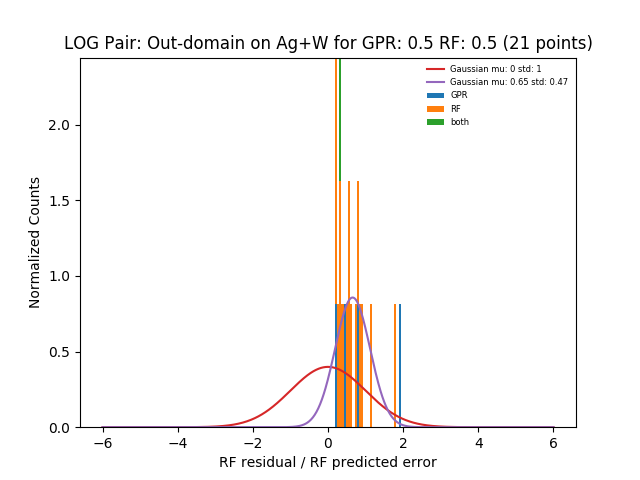 LOG Pair: Out-domain on Ag+W for GPR: 0.5 RF: 0.5 (21 points)
Gaussian mu: 0 std: 1
Gaussian mu: 0.65 std: 0.47
GPR
RF
both
Normalized Counts
2.0
1.5
1.0
0.5
0.0
−6 −4 −2 0 2 4 6
RF residual / RF predicted error